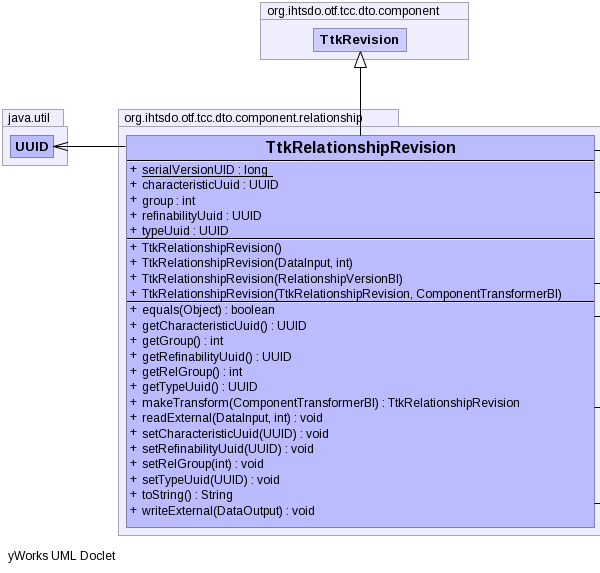 org.ihtsdo.otf.tcc.dto.component
TtkRevision
java.util
UUID
org.ihtsdo.otf.tcc.dto.component.relationship
TtkRelationshipRevision
+ serialVersionUID : long
+ characteristicUuid : UUID
+ group : int
+ refinabilityUuid : UUID
+ typeUuid : UUID
+ TtkRelationshipRevision()
+ TtkRelationshipRevision(DataInput, int)
+ TtkRelationshipRevision(RelationshipVersionBI)
+ TtkRelationshipRevision(TtkRelationshipRevision, ComponentTransformerBI)
+ equals(Object) : boolean
+ getCharacteristicUuid() : UUID
+ getGroup() : int
+ getRefinabilityUuid() : UUID
+ getRelGroup() : int
+ getTypeUuid() : UUID
+ makeTransform(ComponentTransformerBI) : TtkRelationshipRevision
+ readExternal(DataInput, int) : void
+ setCharacteristicUuid(UUID) : void
+ setRefinabilityUuid(UUID) : void
+ setRelGroup(int) : void
+ setTypeUuid(UUID) : void
+ toString() : String
+ writeExternal(DataOutput) : void
yWorks UML Doclet